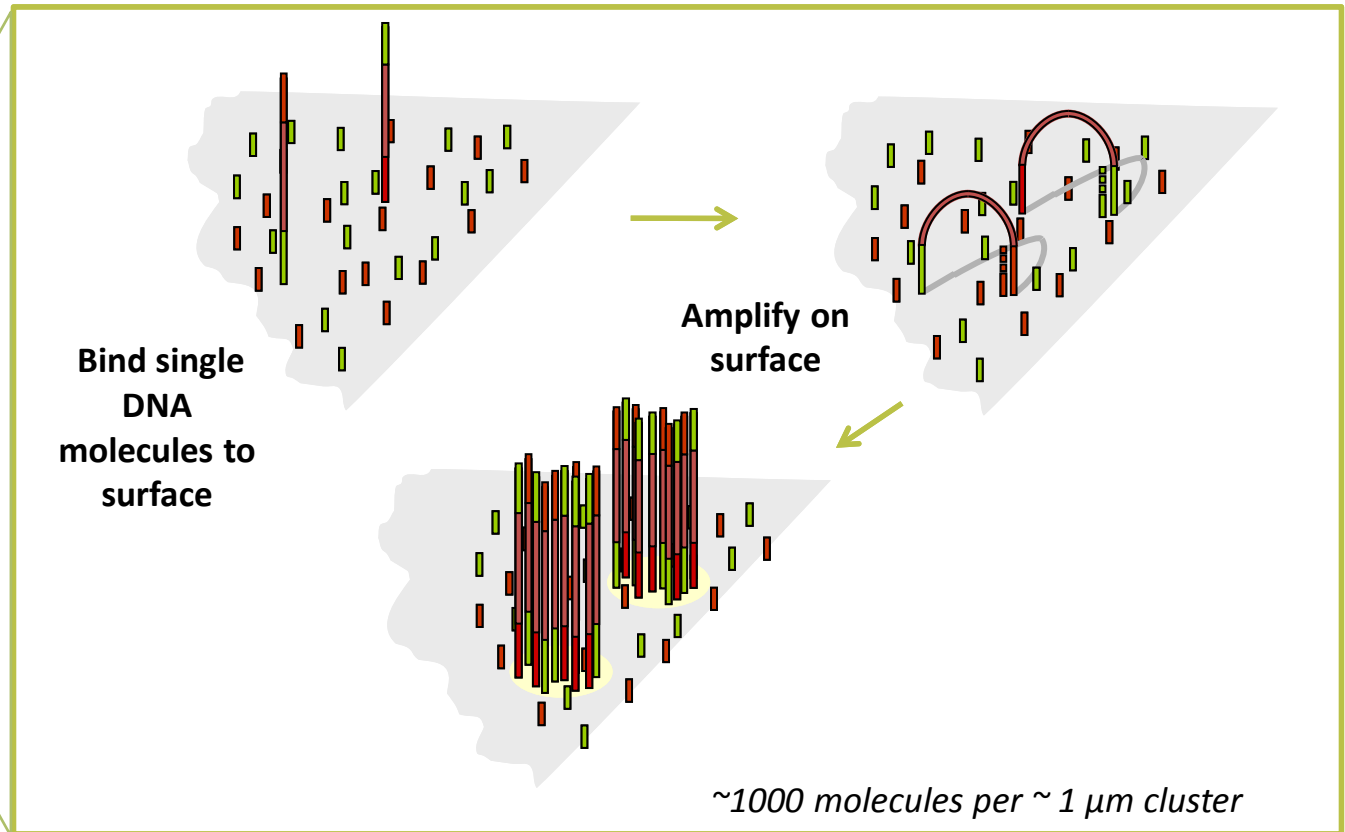 Bind single
DNA
molecules to
surface
Amplify on
surface
~1000 molecules per ~ 1 µm cluster